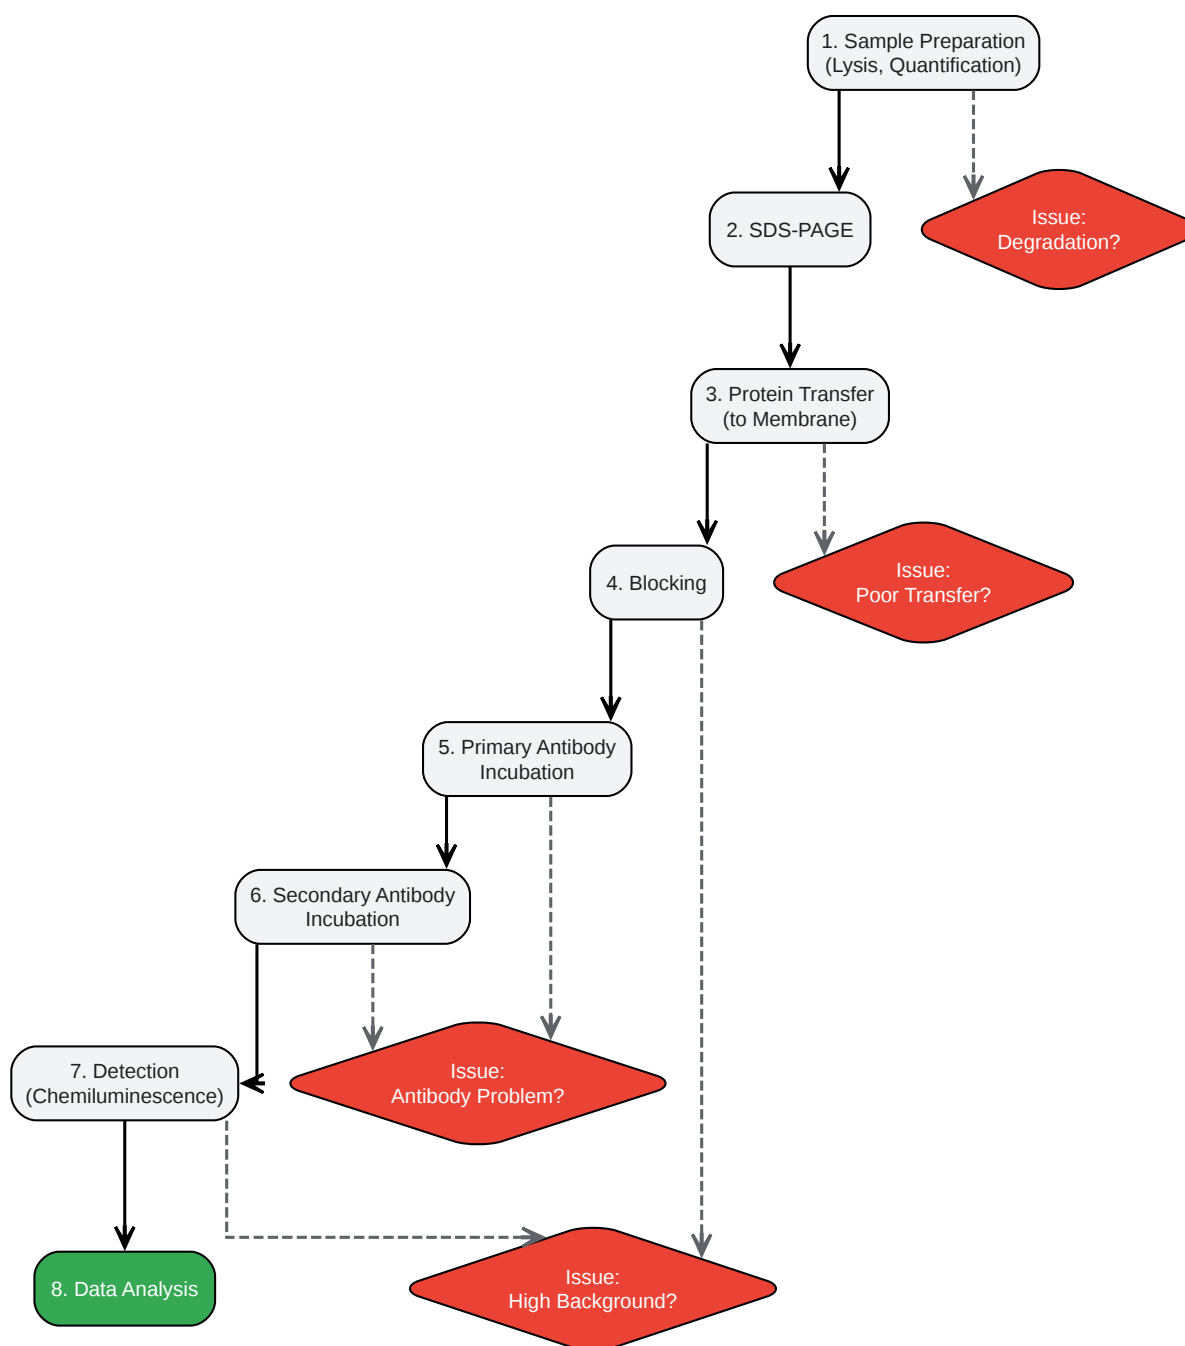 1. Sample Preparation
(Lysis, Quantification)
2. SDS-PAGE
Issue:
Degradation?
3. Protein Transfer
(to Membrane)
4. Blocking
Issue:
Poor Transfer?
5. Primary Antibody
Incubation
6. Secondary Antibody
Incubation
7. Detection
(Chemiluminescence)
Issue:
Antibody Problem?
8. Data Analysis
Issue:
High Background?